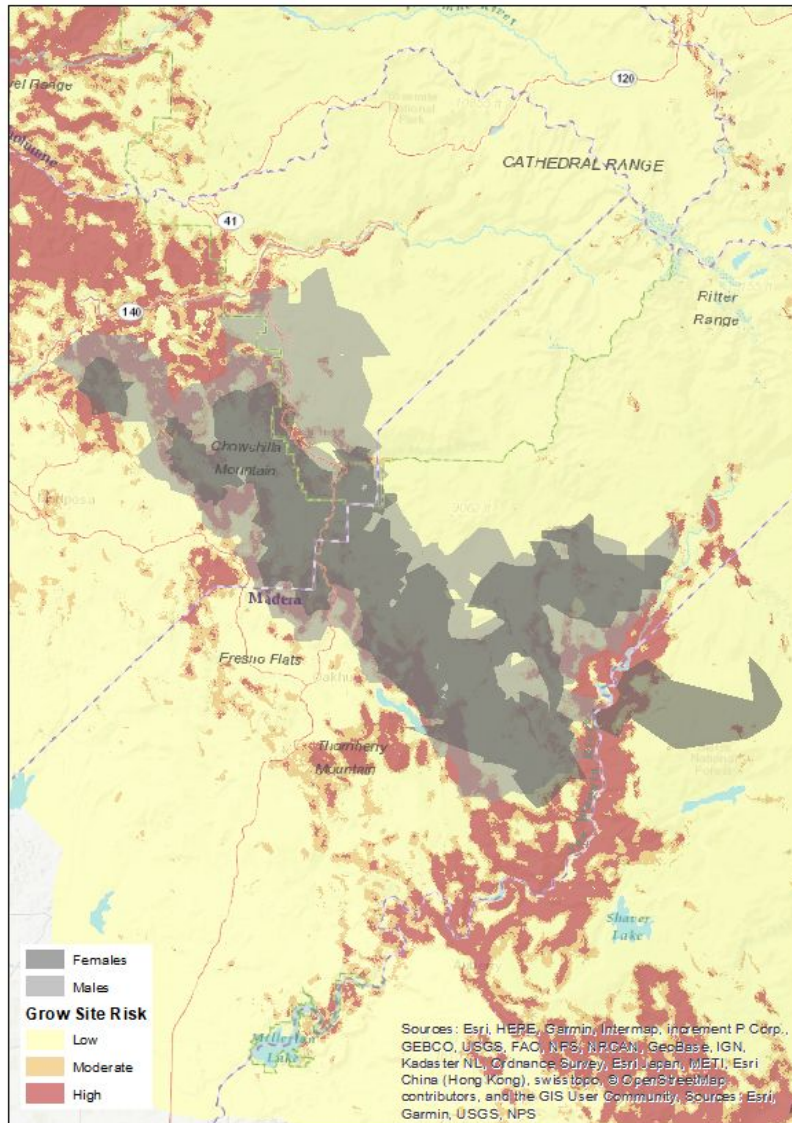 120
CATHEDRAL RANGE
41
Ritter
Range
140
Chowchilla
Mountain
Mariposa
Madera
Fresno Flats
Thornberry
Mountain
Shaver
Lake
Millerton
Lake
Females
Males
Grow Site Risk
Low
Moderate
High
Sources: Esri, HERE, Garmin, Intermap, increment P Corp.,
GEBCO, USGS, FAO, NPS, NRCAN, GeoBase, IGN,
Kadaster NL, Ordnance Survey, Esri Japan, METI, Esri
China (Hong Kong), swisstopo, © OpenStreetMap
contributors, and the GIS User Community, Sources: Esri,
Garmin, USGS, NPS